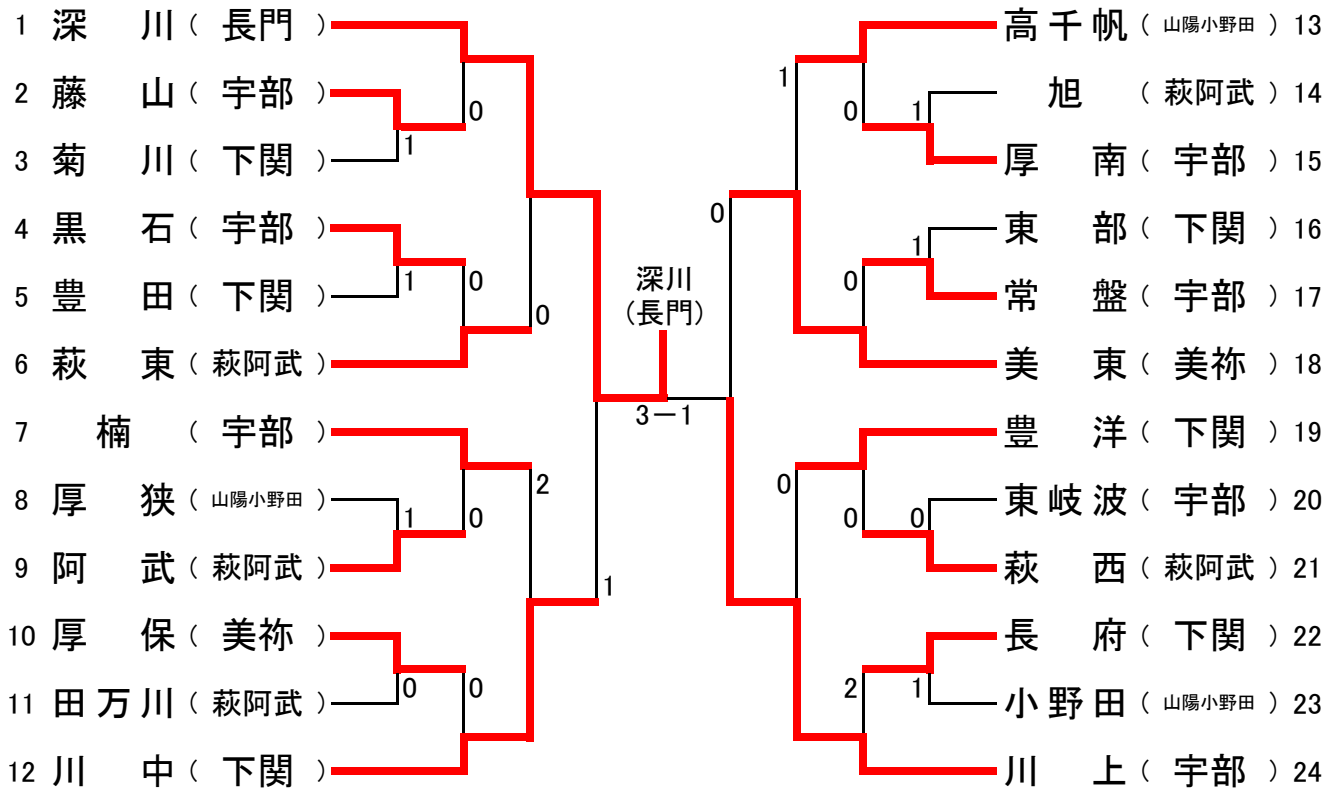 1 深川（長門）
2 藤山（宇部）
0
1
3 菊川（下関）
4 黒石（宇部）
1
0
5 豊田（下関）
0
6 萩東（萩阿武）
7 楠（宇部）
2
8 厚狭（山陽小野田）
1
0
9 阿武（萩阿武）
1
10 厚保（美祢）
0
0
11 田万川（萩阿武）
12 川中（下関）
深川
（長門）
3－1
高千帆（山陽小野田）13
1
旭（萩阿武）14
0
1
厚南（宇部）15
0
東部（下関）16
1
0
常盤（宇部）17
美東（美祢）18
豊洋（下関）19
0
東岐波（宇部）20
0
0
萩西（萩阿武）21
長府（下関）22
2
1
小野田（山陽小野田）23
川上（宇部）24